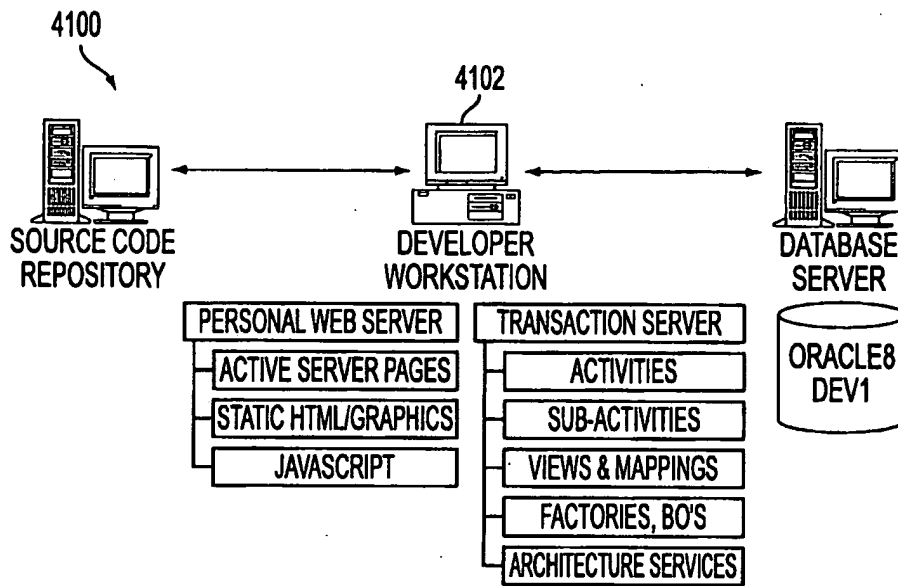 4100
4102
SOURCE CODE
REPOSITORY
DEVELOPER
WORKSTATION
DATABASE
SERVER
PERSONAL WEB SERVER
ACTIVE SERVER PAGES
STATIC HTML/GRAPHICS
JAVASCRIPT
TRANSACTION SERVER
ACTIVITIES
SUB-ACTIVITIES
VIEWS & MAPPINGS
FACTORIES, BO'S
ARCHITECTURE SERVICES
ORACLE8
DEV1